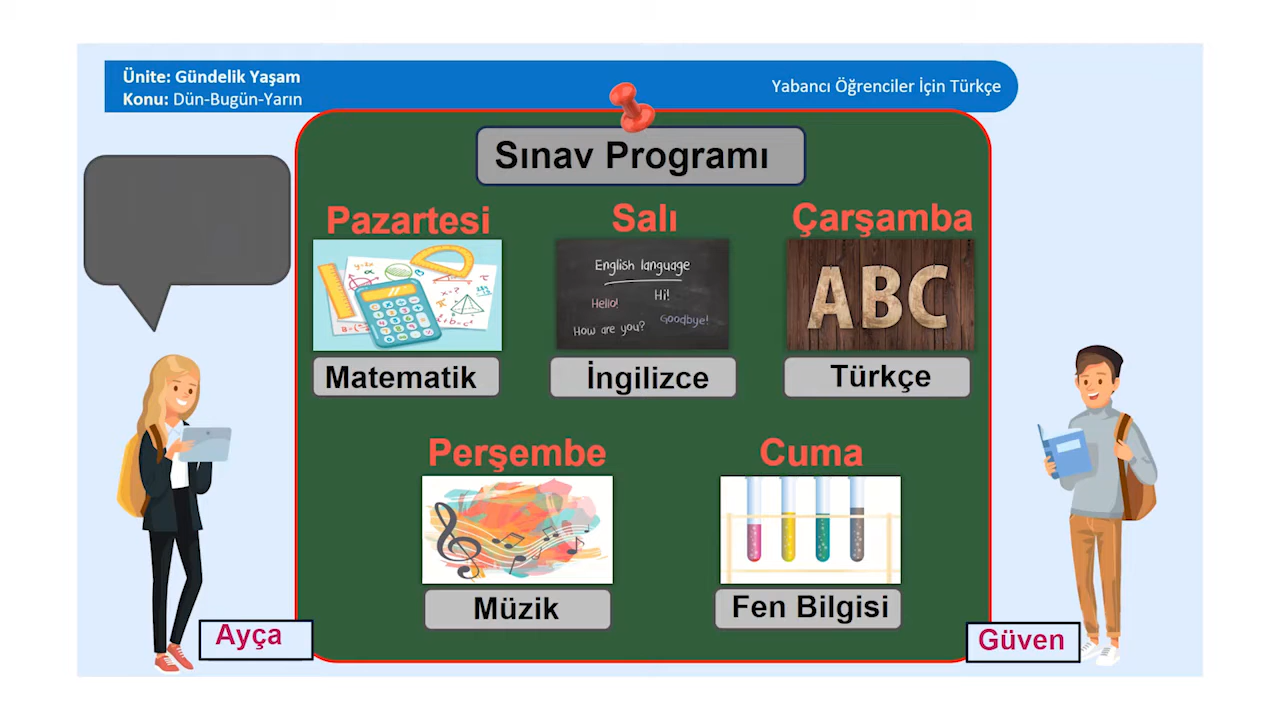 Ünite: Gündelik Yaşam
Konu: Dün-Bugün-Yarın
Yabancı Öğrenciler İçin Türkçe
Sınav Programı
Pazartesi
Salı
Çarşamba
English language
Hello!
Hi!
How are you?
Goodbye!
ABC
Matematik
İngilizce
Türkçe
Perşembe
Cuma
Müzik
Fen Bilgisi
Ayça
Güven